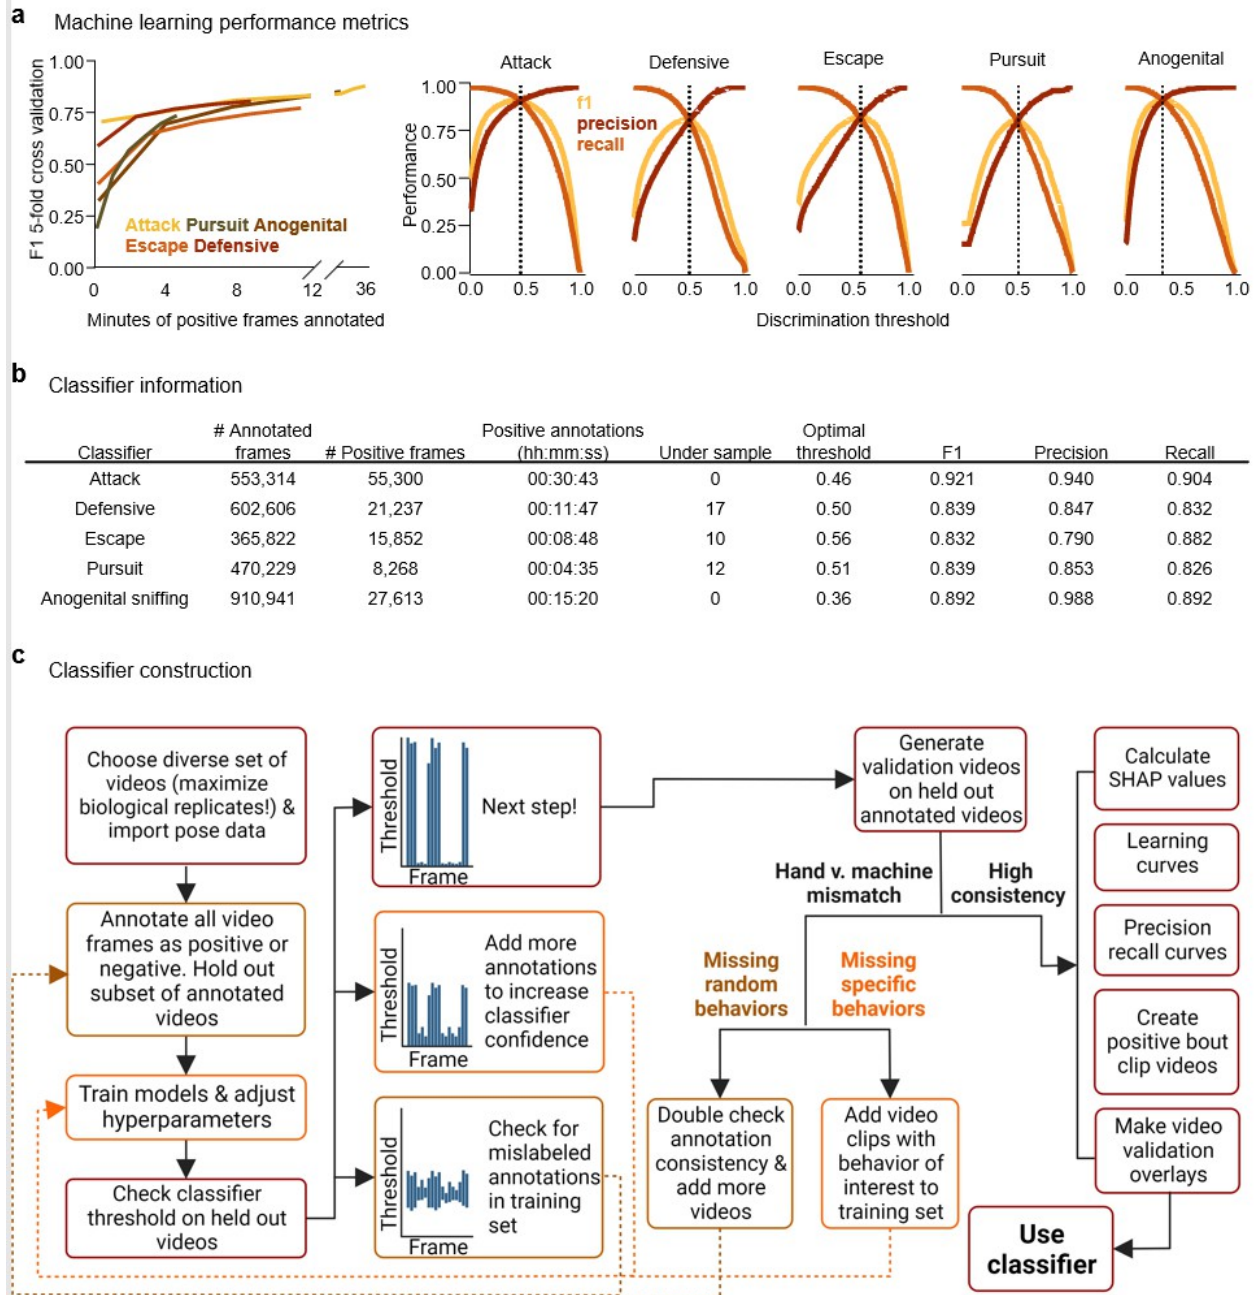 a
Machine learning performance metrics
F1 5-fold cross validation
1.00
0.75
0.50
0.25
0.00
Attack Pursuit Anogenital
Escape Defensive
0 4 8 12 36
Minutes of positive frames annotated
Attack Defensive Escape Pursuit Anogenital
Performance
1.00
0.75
0.50
0.25
0.00
f1
precision
recall
0.0 0.5 1.0 0.0 0.5 1.0 0.0 0.5 1.0 0.0 0.5 1.0 0.0 0.5 1.0
Discrimination threshold
b
Classifier information
Classifier # Annotated frames # Positive frames Positive annotations (hh:mm:ss) Under sample Optimal threshold F1 Precision Recall
Attack 553,314 55,300 00:30:43 0 0.46 0.921 0.940 0.904
Defensive 602,606 21,237 00:11:47 17 0.50 0.839 0.847 0.832
Escape 365,822 15,852 00:08:48 10 0.56 0.832 0.790 0.882
Pursuit 470,229 8,268 00:04:35 12 0.51 0.839 0.853 0.826
Anogenital sniffing 910,941 27,613 00:15:20 0 0.36 0.892 0.988 0.892
c
Classifier construction
Choose diverse set of
videos (maximize
biological replicates!) &
import pose data
Annotate all video
frames as positive or
negative. Hold out
subset of annotated
videos
Train models & adjust
hyperparameters
Check classifier
threshold on held out
videos
Threshold
Frame
Next step!
Threshold
Frame
Add more
annotations
to increase
classifier
confidence
Threshold
Frame
Check for
mislabeled
annotations
in training
set
Generate
validation videos
on held out
annotated videos
Hand v. machine
mismatch
High
consistency
Missing
random
behaviors
Missing
specific
behaviors
Double check
annotation
consistency &
add more
videos
Add video
clips with
behavior of
interest to
training set
Calculate
SHAP values
Learning
curves
Precision
recall curves
Create
positive bout
clip videos
Make video
validation
overlays
Use
classifier